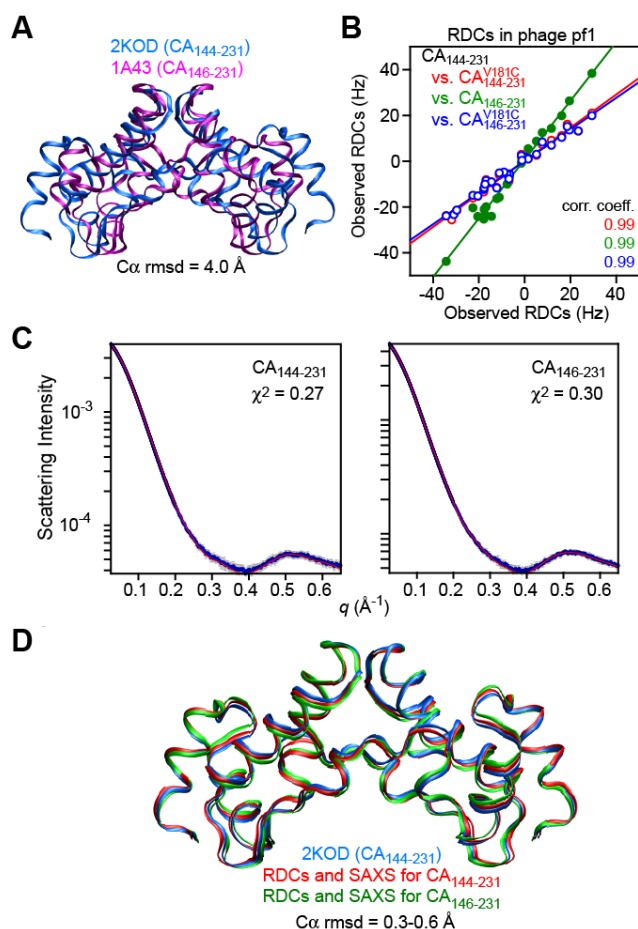 A
2KOD (CA144-231)
1A43 (CA146-231)
Cα rmsd = 4.0 Å
B
RDCs in phage pf1
CA144-231
vs. CA144-231V181C
vs. CA146-231
vs. CA146-231V181C
corr. coeff.
0.99
0.99
0.99
Observed RDCs (Hz)
40
20
0
-20
-40
-40 -20 0 20 40
Observed RDCs (Hz)
C
Scattering Intensity
10-3
10-4
CA144-231
χ2 = 0.27
CA146-231
χ2 = 0.30
0.1 0.2 0.3 0.4 0.5 0.6
0.1 0.2 0.3 0.4 0.5 0.6
q (Å-1)
D
2KOD (CA144-231)
RDCs and SAXS for CA144-231
RDCs and SAXS for CA146-231
Cα rmsd = 0.3-0.6 Å